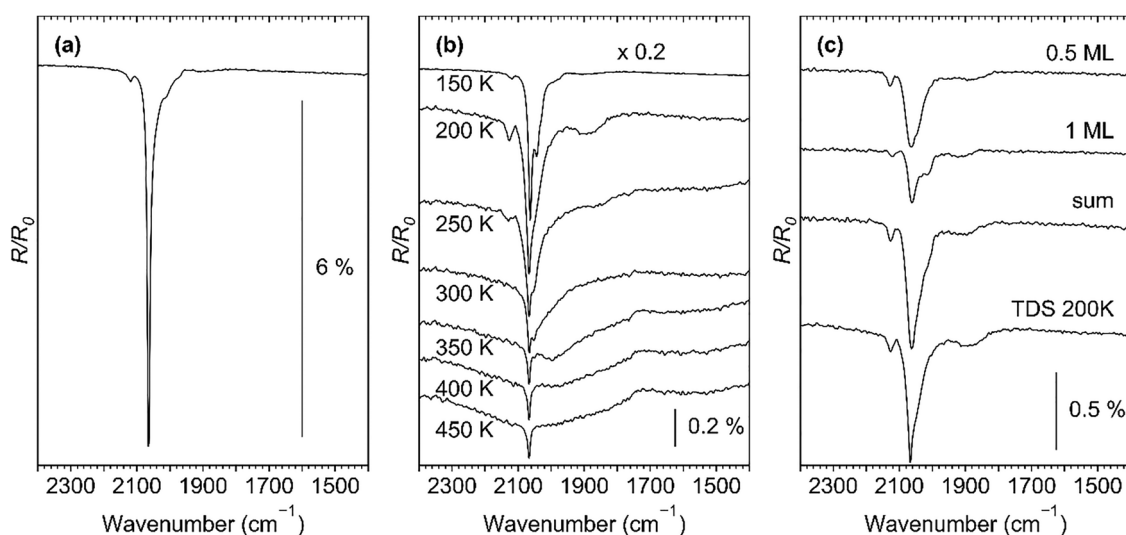 (a)
6 %
R/R0
2300 2100 1900 1700 1500
Wavenumber (cm−1)
(b)
x 0.2
150 K
200 K
250 K
300 K
350 K
400 K
450 K
0.2 %
R/R0
2300 2100 1900 1700 1500
Wavenumber (cm−1)
(c)
0.5 ML
1 ML
sum
TDS 200K
0.5 %
R/R0
2300 2100 1900 1700 1500
Wavenumber (cm−1)